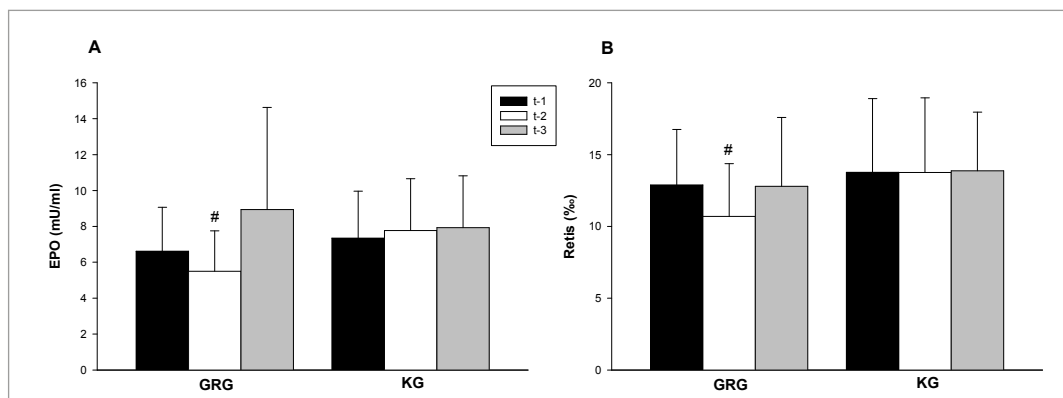 A
EPO (mU/ml)
16
14
12
10
8
6
4
2
0
#
GRG
KG
t-1
t-2
t-3
B
Retis (‰)
20
15
10
5
0
#
GRG
KG